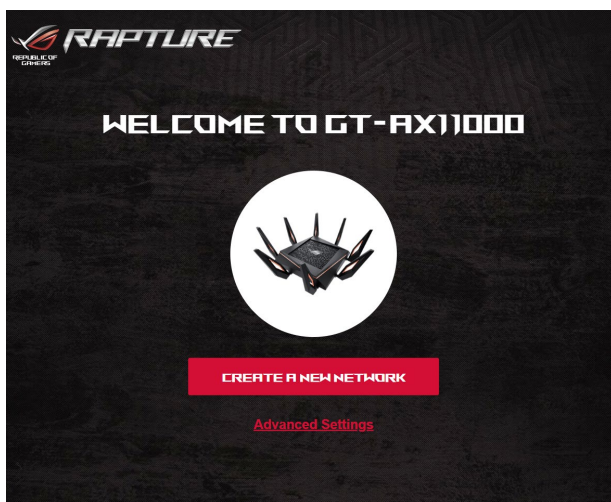 RAPTURE
REPUBLIC OF
GAMERS
WELCOME TO GT-AX11000
CREATE A NEW NETWORK
Advanced Settings